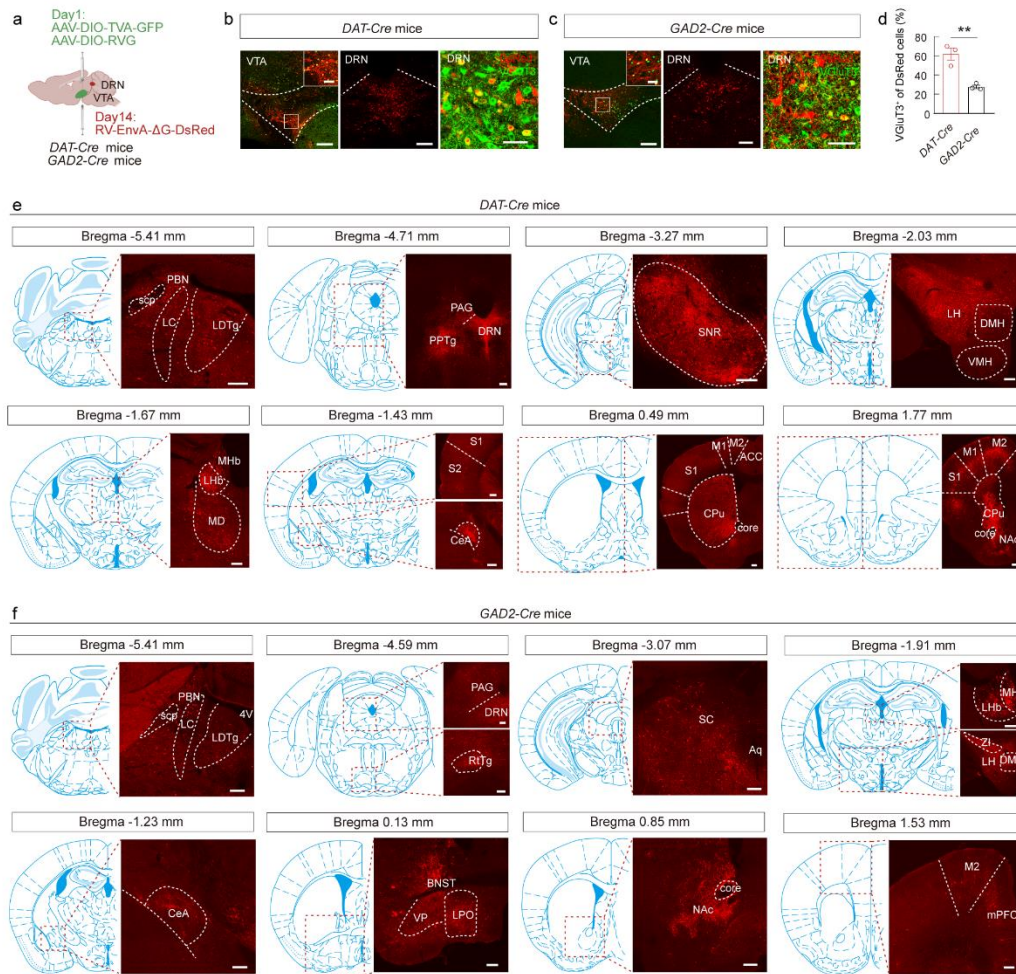 a
Day1:
AAV-DIO-TVA-GFP
AAV-DIO-RVG
DRN
VTA
Day14:
RV-EnvA-ΔG-DsRed
DAT-Cre mice
GAD2-Cre mice
b
DAT-Cre mice
VTA
DRN
c
GAD2-Cre mice
VTA
DRN
VGluT3
d
VGluT3⁺ of DsRed cells (%)
**
80
60
40
20
0
DAT-Cre
GAD2-Cre
e
DAT-Cre mice
Bregma -5.41 mm
PBN
scp
LC
LDTg
Bregma -4.71 mm
PAG
PPTg
DRN
Bregma -3.27 mm
SNR
Bregma -2.03 mm
LH
DMH
VMH
Bregma -1.67 mm
MHb
LHb
MD
Bregma -1.43 mm
S1
S2
CeA
Bregma 0.49 mm
M1
M2
ACC
S1
CPu
core
Bregma 1.77 mm
M2
M1
S1
CPu
core
NAc
f
GAD2-Cre mice
Bregma -5.41 mm
PBN
scp
LC
4V
LDTg
Bregma -4.59 mm
PAG
DRN
RtTg
Bregma -3.07 mm
SC
Aq
Bregma -1.91 mm
MH
LHb
ZI
LH
DM
Bregma -1.23 mm
CeA
Bregma 0.13 mm
BNST
VP
LPO
Bregma 0.85 mm
core
NAc
Bregma 1.53 mm
M2
mPFC